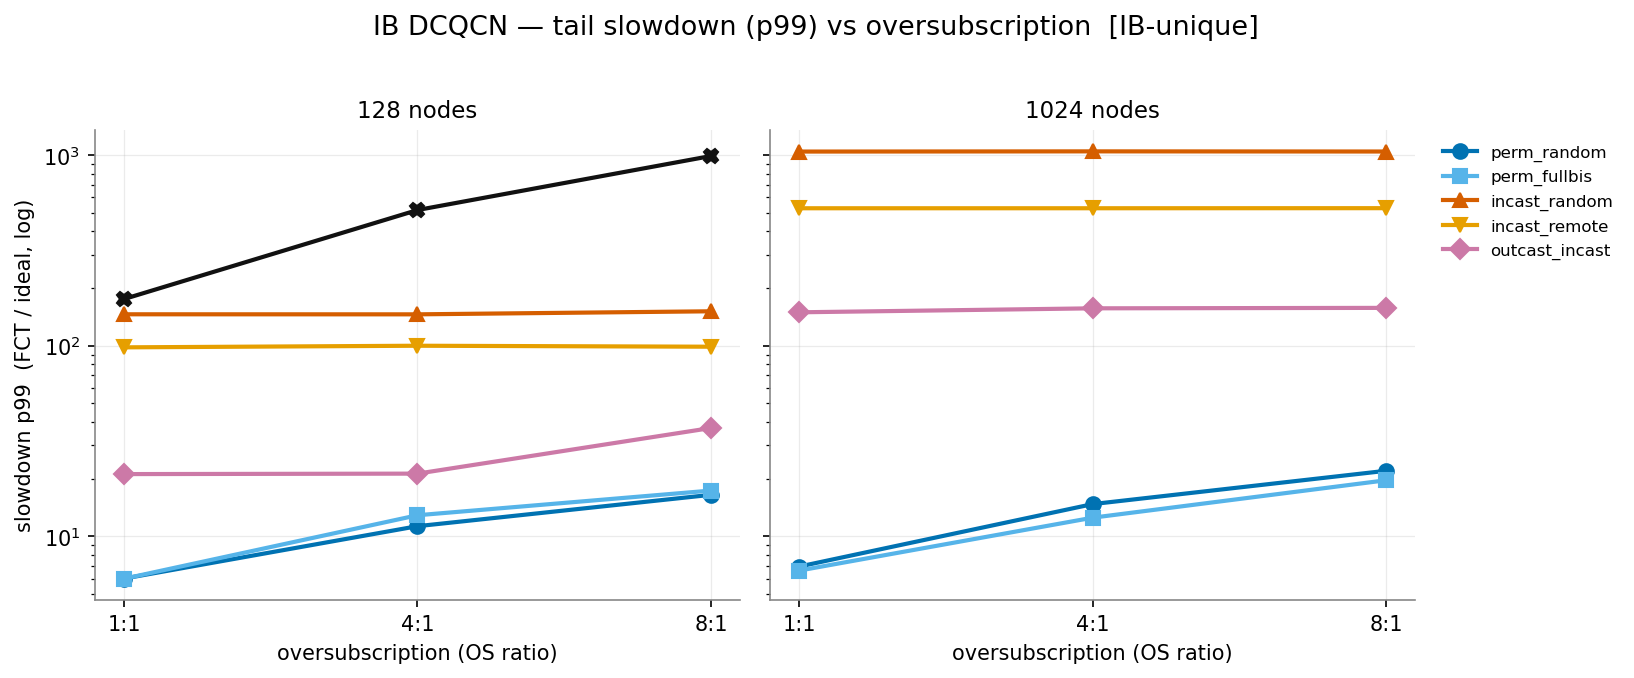 IB DCQCN — tail slowdown (p99) vs oversubscription [IB-unique]
128 nodes
1024 nodes
slowdown p99 (FCT / ideal, log)
10³
10²
10¹
1:1
4:1
8:1
1:1
4:1
8:1
oversubscription (OS ratio)
oversubscription (OS ratio)
perm_random
perm_fullbis
incast_random
incast_remote
outcast_incast